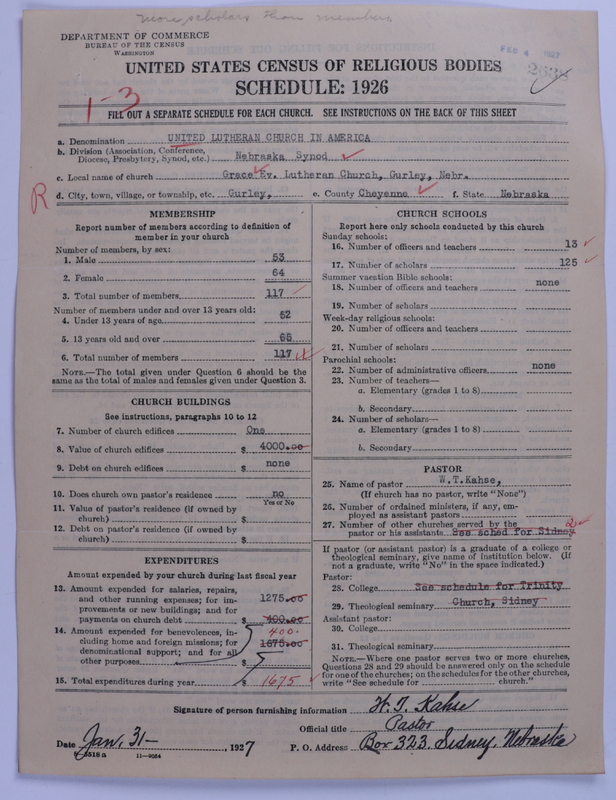 more scholars than members
DEPARTMENT OF COMMERCE
BUREAU OF THE CENSUS
WASHINGTON
FEB 4 1927
2638
UNITED STATES CENSUS OF RELIGIOUS BODIES
SCHEDULE: 1926
1-3
FILL OUT A SEPARATE SCHEDULE FOR EACH CHURCH. SEE INSTRUCTIONS ON THE BACK OF THIS SHEET
a. Denomination UNITED LUTHERAN CHURCH IN AMERICA
b. Division (Association, Conference, Diocese, Presbytery, Synod, etc.) Nebraska Synod
c. Local name of church Grace Ev. Lutheran Church, Gurley, Nebr.
R
d. City, town, village, or township, etc. Gurley, e. County Cheyenne f. State Nebraska
MEMBERSHIP
Report number of members according to definition of
member in your church
Number of members, by sex:
1. Male 53
2. Female 64
3. Total number of members 117
Number of members under and over 13 years old:
4. Under 13 years of age 52
5. 13 years old and over 65
6. Total number of members 117
NOTE.—The total given under Question 6 should be the
same as the total of males and females given under Question 3.
CHURCH BUILDINGS
See instructions, paragraphs 10 to 12
7. Number of church edifices One
8. Value of church edifices $ 4000.00
9. Debt on church edifices $ none
10. Does church own pastor's residence no
Yes or No
11. Value of pastor's residence (if owned by
church) $
12. Debt on pastor's residence (if owned by
church) $
EXPENDITURES
Amount expended by your church during last fiscal year
13. Amount expended for salaries, repairs,
and other running expenses; for im- 1275.00
provements or new buildings; and for
payments on church debt $ 400.00
14. Amount expended for benevolences, in- 400.
cluding home and foreign missions; for 1675.00
denominational support; and for all
other purposes
15. Total expenditures during year $ 1675
CHURCH SCHOOLS
Report here only schools conducted by this church
Sunday schools:
16. Number of officers and teachers 13
17. Number of scholars 125
Summer vacation Bible schools:
18. Number of officers and teachers none
19. Number of scholars
Week-day religious schools:
20. Number of officers and teachers
21. Number of scholars
Parochial schools:
22. Number of administrative officers none
23. Number of teachers—
a. Elementary (grades 1 to 8)
b. Secondary
24. Number of scholars—
a. Elementary (grades 1 to 8)
b. Secondary
PASTOR
25. Name of pastor W.T.Kahse,
(If church has no pastor, write "None")
26. Number of ordained ministers, if any, em-
ployed as assistant pastors
27. Number of other churches served by the 2
pastor or his assistants See sched for Sidney
If pastor (or assistant pastor) is a graduate of a college or
theological seminary, give name of institution below. (If
not a graduate, write "No" in the space indicated.)
Pastor:
28. College See schedule for Trinity
29. Theological seminary Church, Sidney
Assistant pastor:
30. College
31. Theological seminary
NOTE.—Where one pastor serves two or more churches,
Questions 28 and 29 should be answered only on the schedule
for one of the churches; on the schedules for the other churches,
write "See schedule for church."
Signature of person furnishing information W. T. Kahse
Official title Pastor
Date Jan. 31— 1927 P. O. Address Box 323, Sidney, Nebraska
5518 a 11—9064